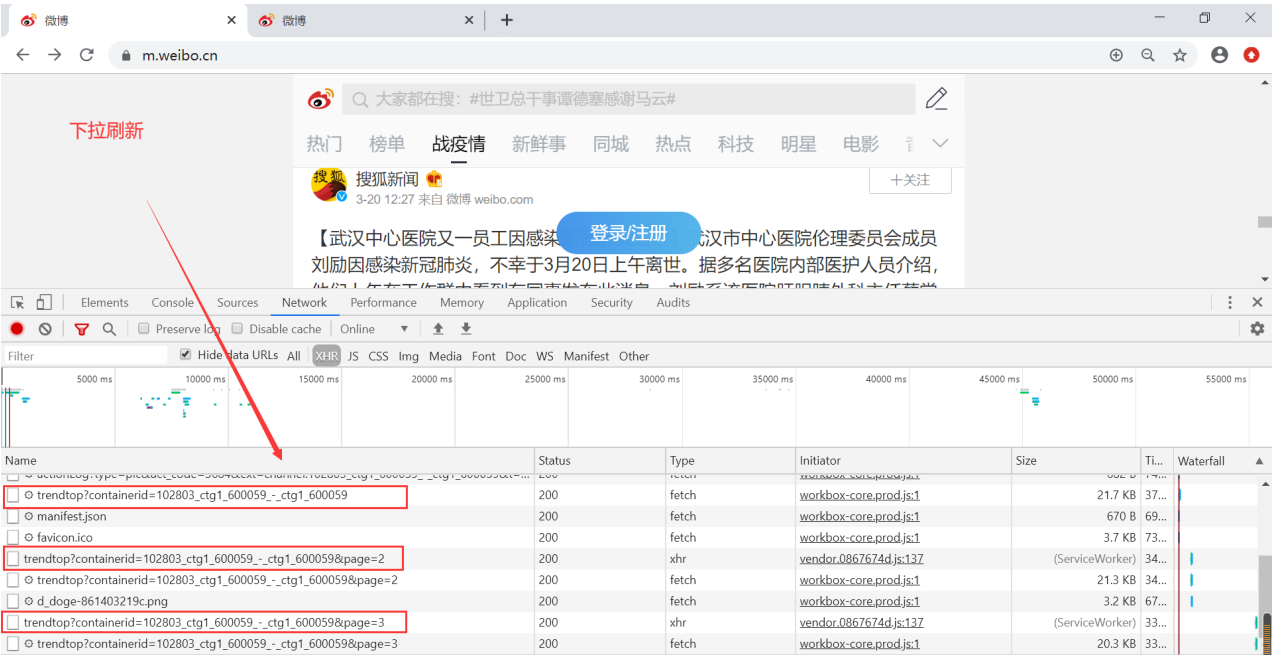 微博
微博
m.weibo.cn
大家都在搜：#世卫总干事谭德塞感谢马云#
下拉刷新
热门 榜单 战疫情 新鲜事 同城 热点 科技 明星 电影
搜狐
搜狐新闻
+关注
3-20 12:27 来自 微博 weibo.com
登录/注册
【武汉中心医院又一员工因感染 武汉市中心医院伦理委员会成员
刘励因感染新冠肺炎，不幸于3月20日上午离世。据多名医院内部医护人员介绍，
Elements Console Sources Network Performance Memory Application Security Audits
Preserve log Disable cache Online
Filter Hide data URLs All XHR JS CSS Img Media Font Doc WS Manifest Other
5000 ms 10000 ms 15000 ms 20000 ms 25000 ms 30000 ms 35000 ms 40000 ms 45000 ms 50000 ms 55000 ms
Name Status Type Initiator Size Ti... Waterfall
trendtop?containerid=102803_ctg1_600059_-_ctg1_600059 200 fetch workbox-core.prod.js:1 21.7 KB 37...
manifest.json 200 fetch workbox-core.prod.js:1 670 B 69...
favicon.ico 200 fetch workbox-core.prod.js:1 3.7 KB 73...
trendtop?containerid=102803_ctg1_600059_-_ctg1_600059&page=2 200 xhr vendor.0867674d.js:137 (ServiceWorker) 34...
trendtop?containerid=102803_ctg1_600059_-_ctg1_600059&page=2 200 fetch workbox-core.prod.js:1 21.3 KB 34...
d_doge-861403219c.png 200 fetch workbox-core.prod.js:1 3.2 KB 67...
trendtop?containerid=102803_ctg1_600059_-_ctg1_600059&page=3 200 xhr vendor.0867674d.js:137 (ServiceWorker) 33...
trendtop?containerid=102803_ctg1_600059_-_ctg1_600059&page=3 200 fetch workbox-core.prod.js:1 20.3 KB 33...